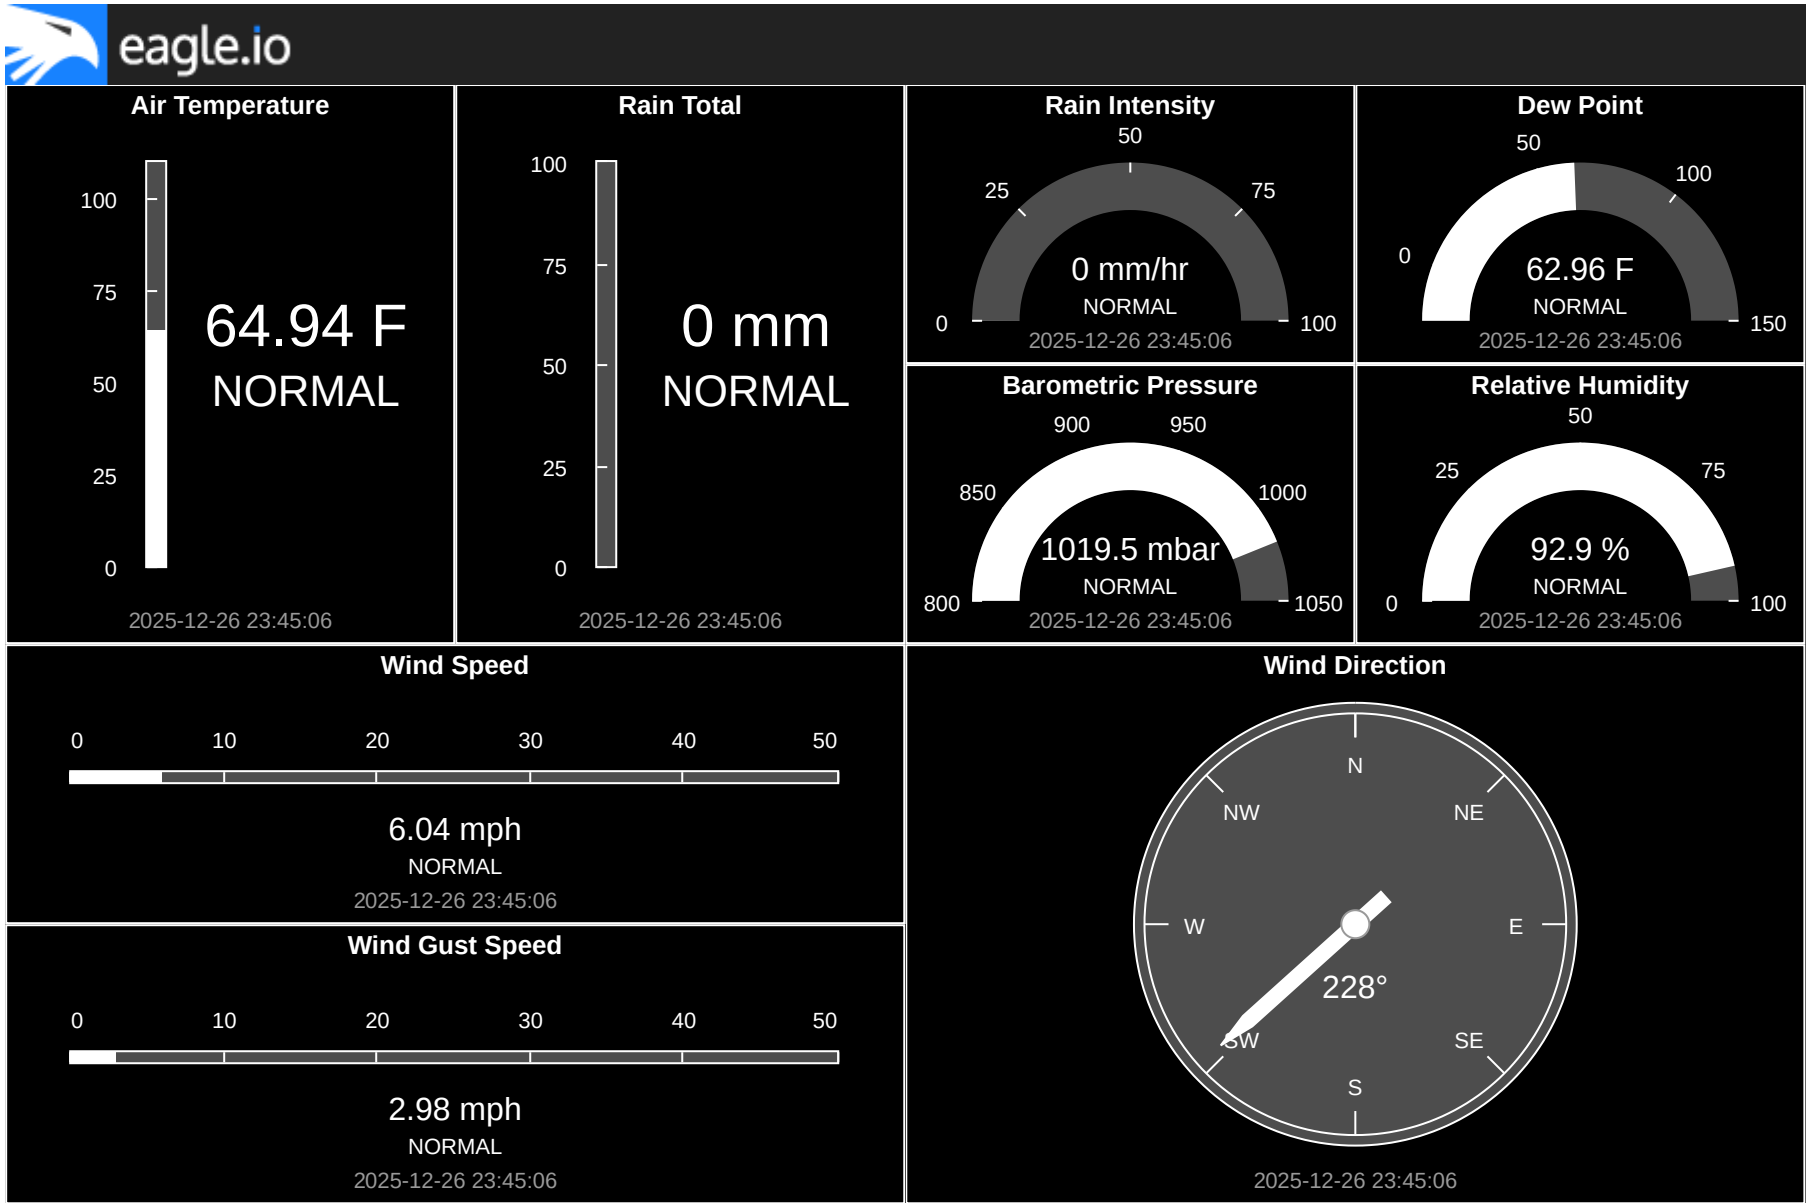 eagle.io
Air Temperature
100
75
50
25
0
64.94 F
NORMAL
2025-12-26 23:45:06
Rain Total
100
75
50
25
0
0 mm
NORMAL
2025-12-26 23:45:06
Rain Intensity
50
25
75
0
100
0 mm/hr
NORMAL
2025-12-26 23:45:06
Dew Point
50
100
0
150
62.96 F
NORMAL
2025-12-26 23:45:06
Barometric Pressure
900
950
850
1000
800
1050
1019.5 mbar
NORMAL
2025-12-26 23:45:06
Relative Humidity
50
25
75
0
100
92.9 %
NORMAL
2025-12-26 23:45:06
Wind Speed
0 10 20 30 40 50
6.04 mph
NORMAL
2025-12-26 23:45:06
Wind Gust Speed
0 10 20 30 40 50
2.98 mph
NORMAL
2025-12-26 23:45:06
Wind Direction
N
NW
NE
W
E
228°
SW
SE
S
2025-12-26 23:45:06